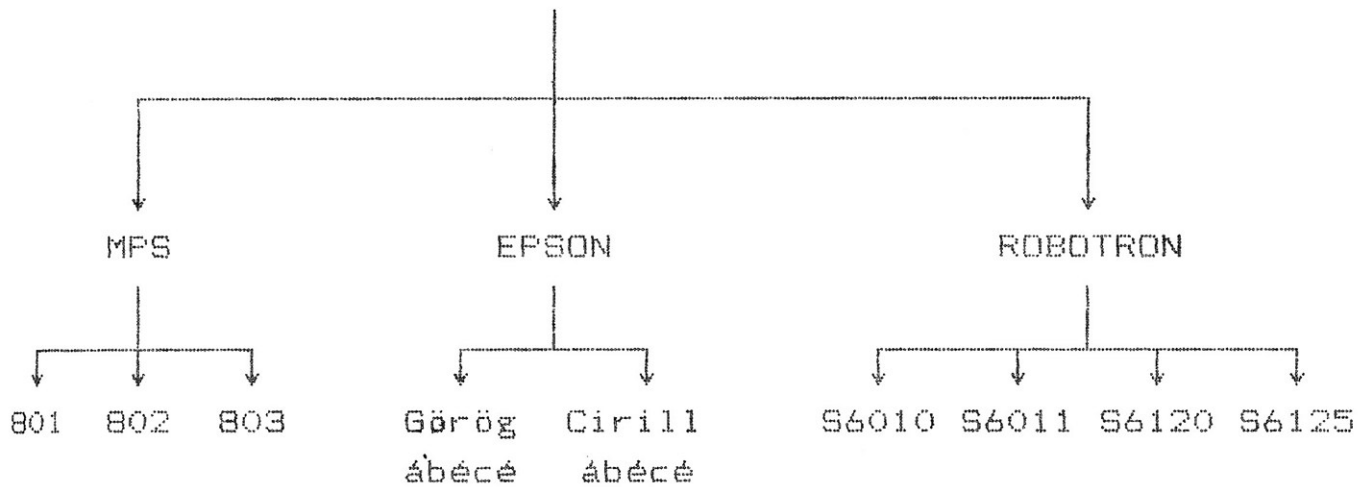 MPS EPSON ROBOTRON
801 802 803 Görög Cirill S6010 S6011 S6120 S6125
ábécé ábécé